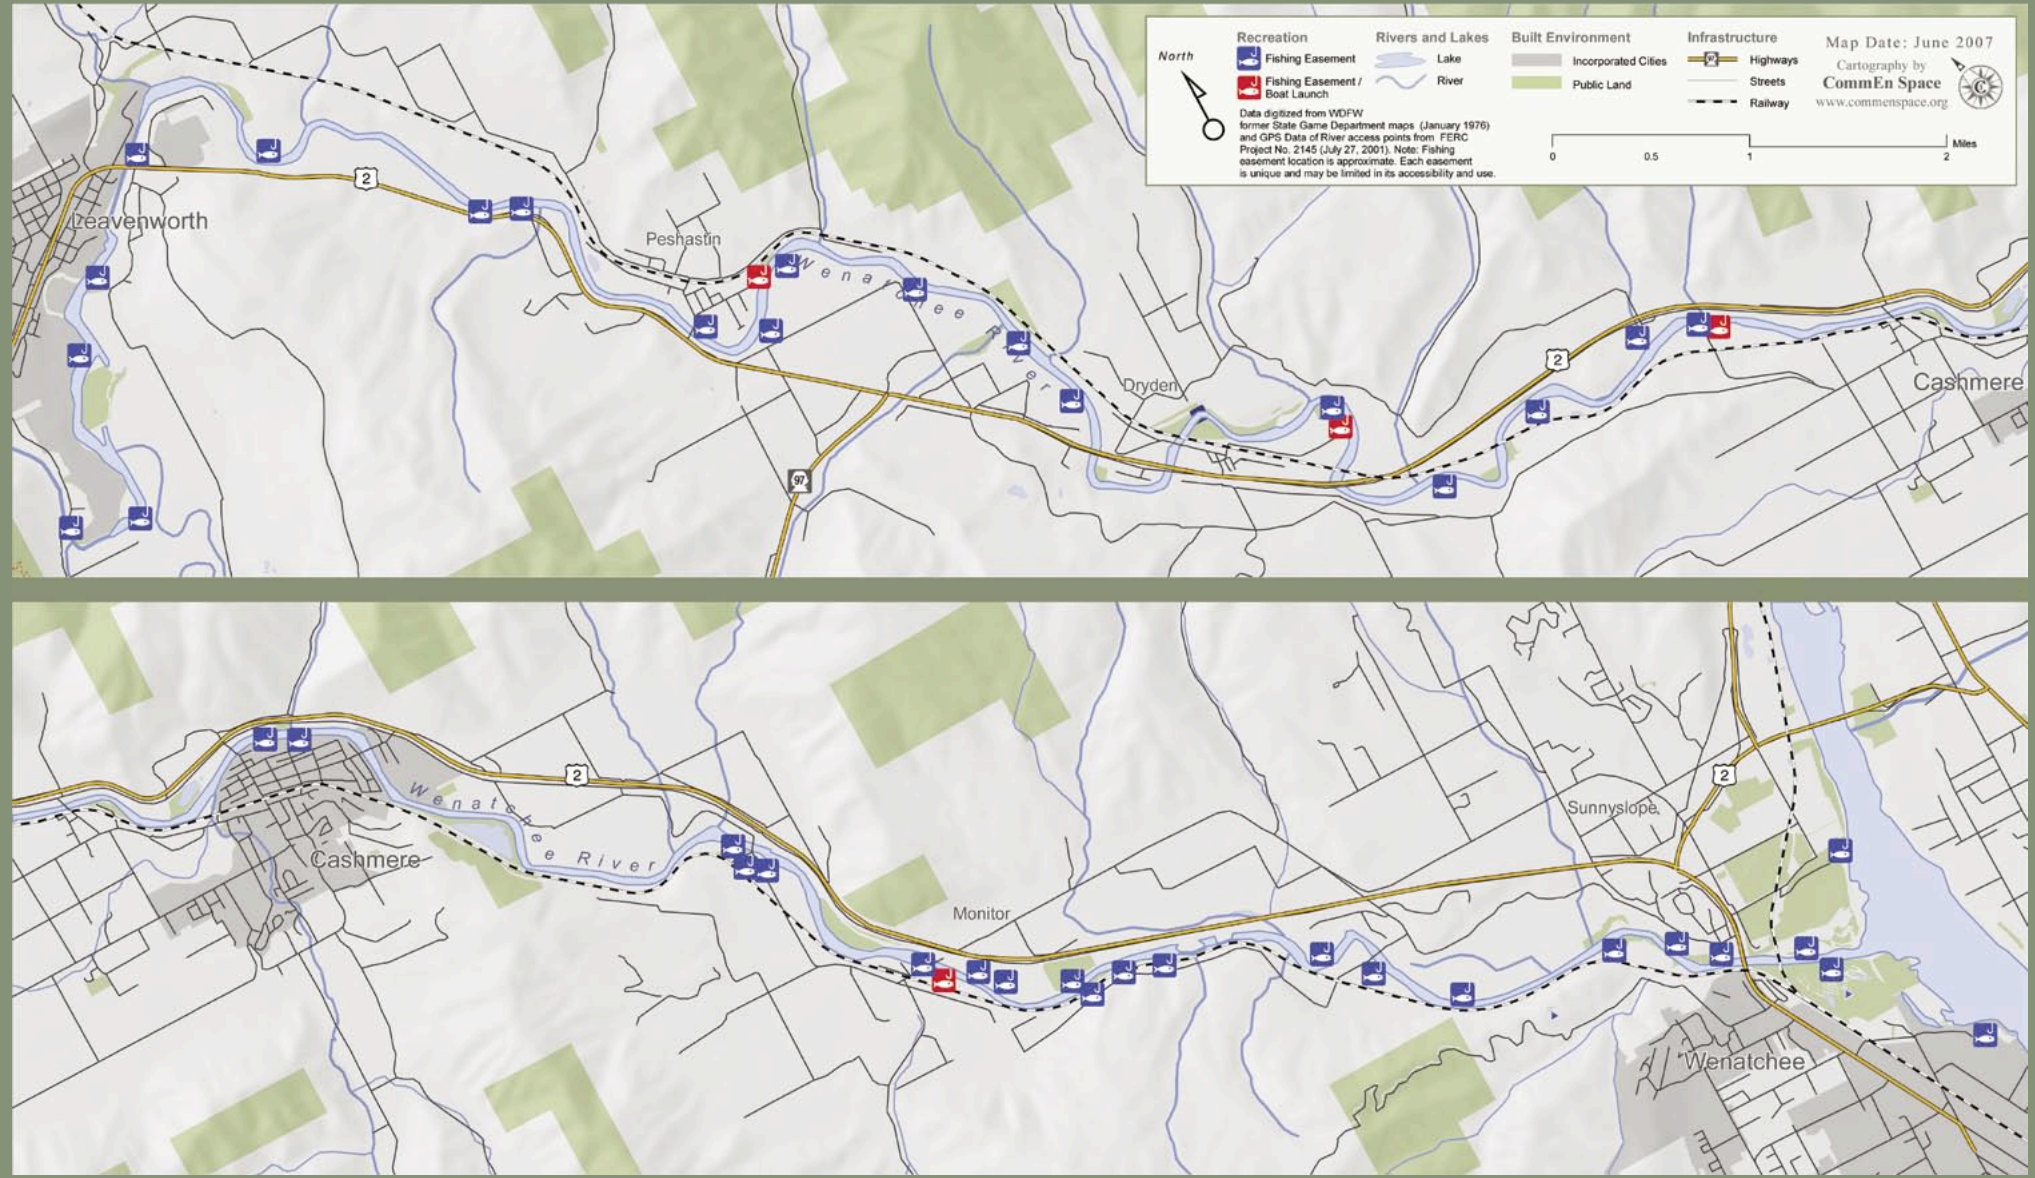 North
Recreation
Fishing Easement
Fishing Easement /
Boat Launch
Rivers and Lakes
Lake
River
Built Environment
Incorporated Cities
Public Land
Infrastructure
Highways
Streets
Railway
Map Date: June 2007
Cartography by
CommEn Space
www.commenspace.org
Data digitized from WDFW
former State Game Department maps (January 1976)
and GPS Data of River access points from FERC
Project No. 2145 (July 27, 2001). Note: Fishing
easement location is approximate. Each easement
is unique and may be limited in its accessibility and use.
0 0.5 1 2 Miles
2
Leavenworth
Peshastin
Wenatchee River
97
Dryden
2
Cashmere
Wenatchee River
2
Cashmere
Monitor
Sunnyslope
2
Wenatchee